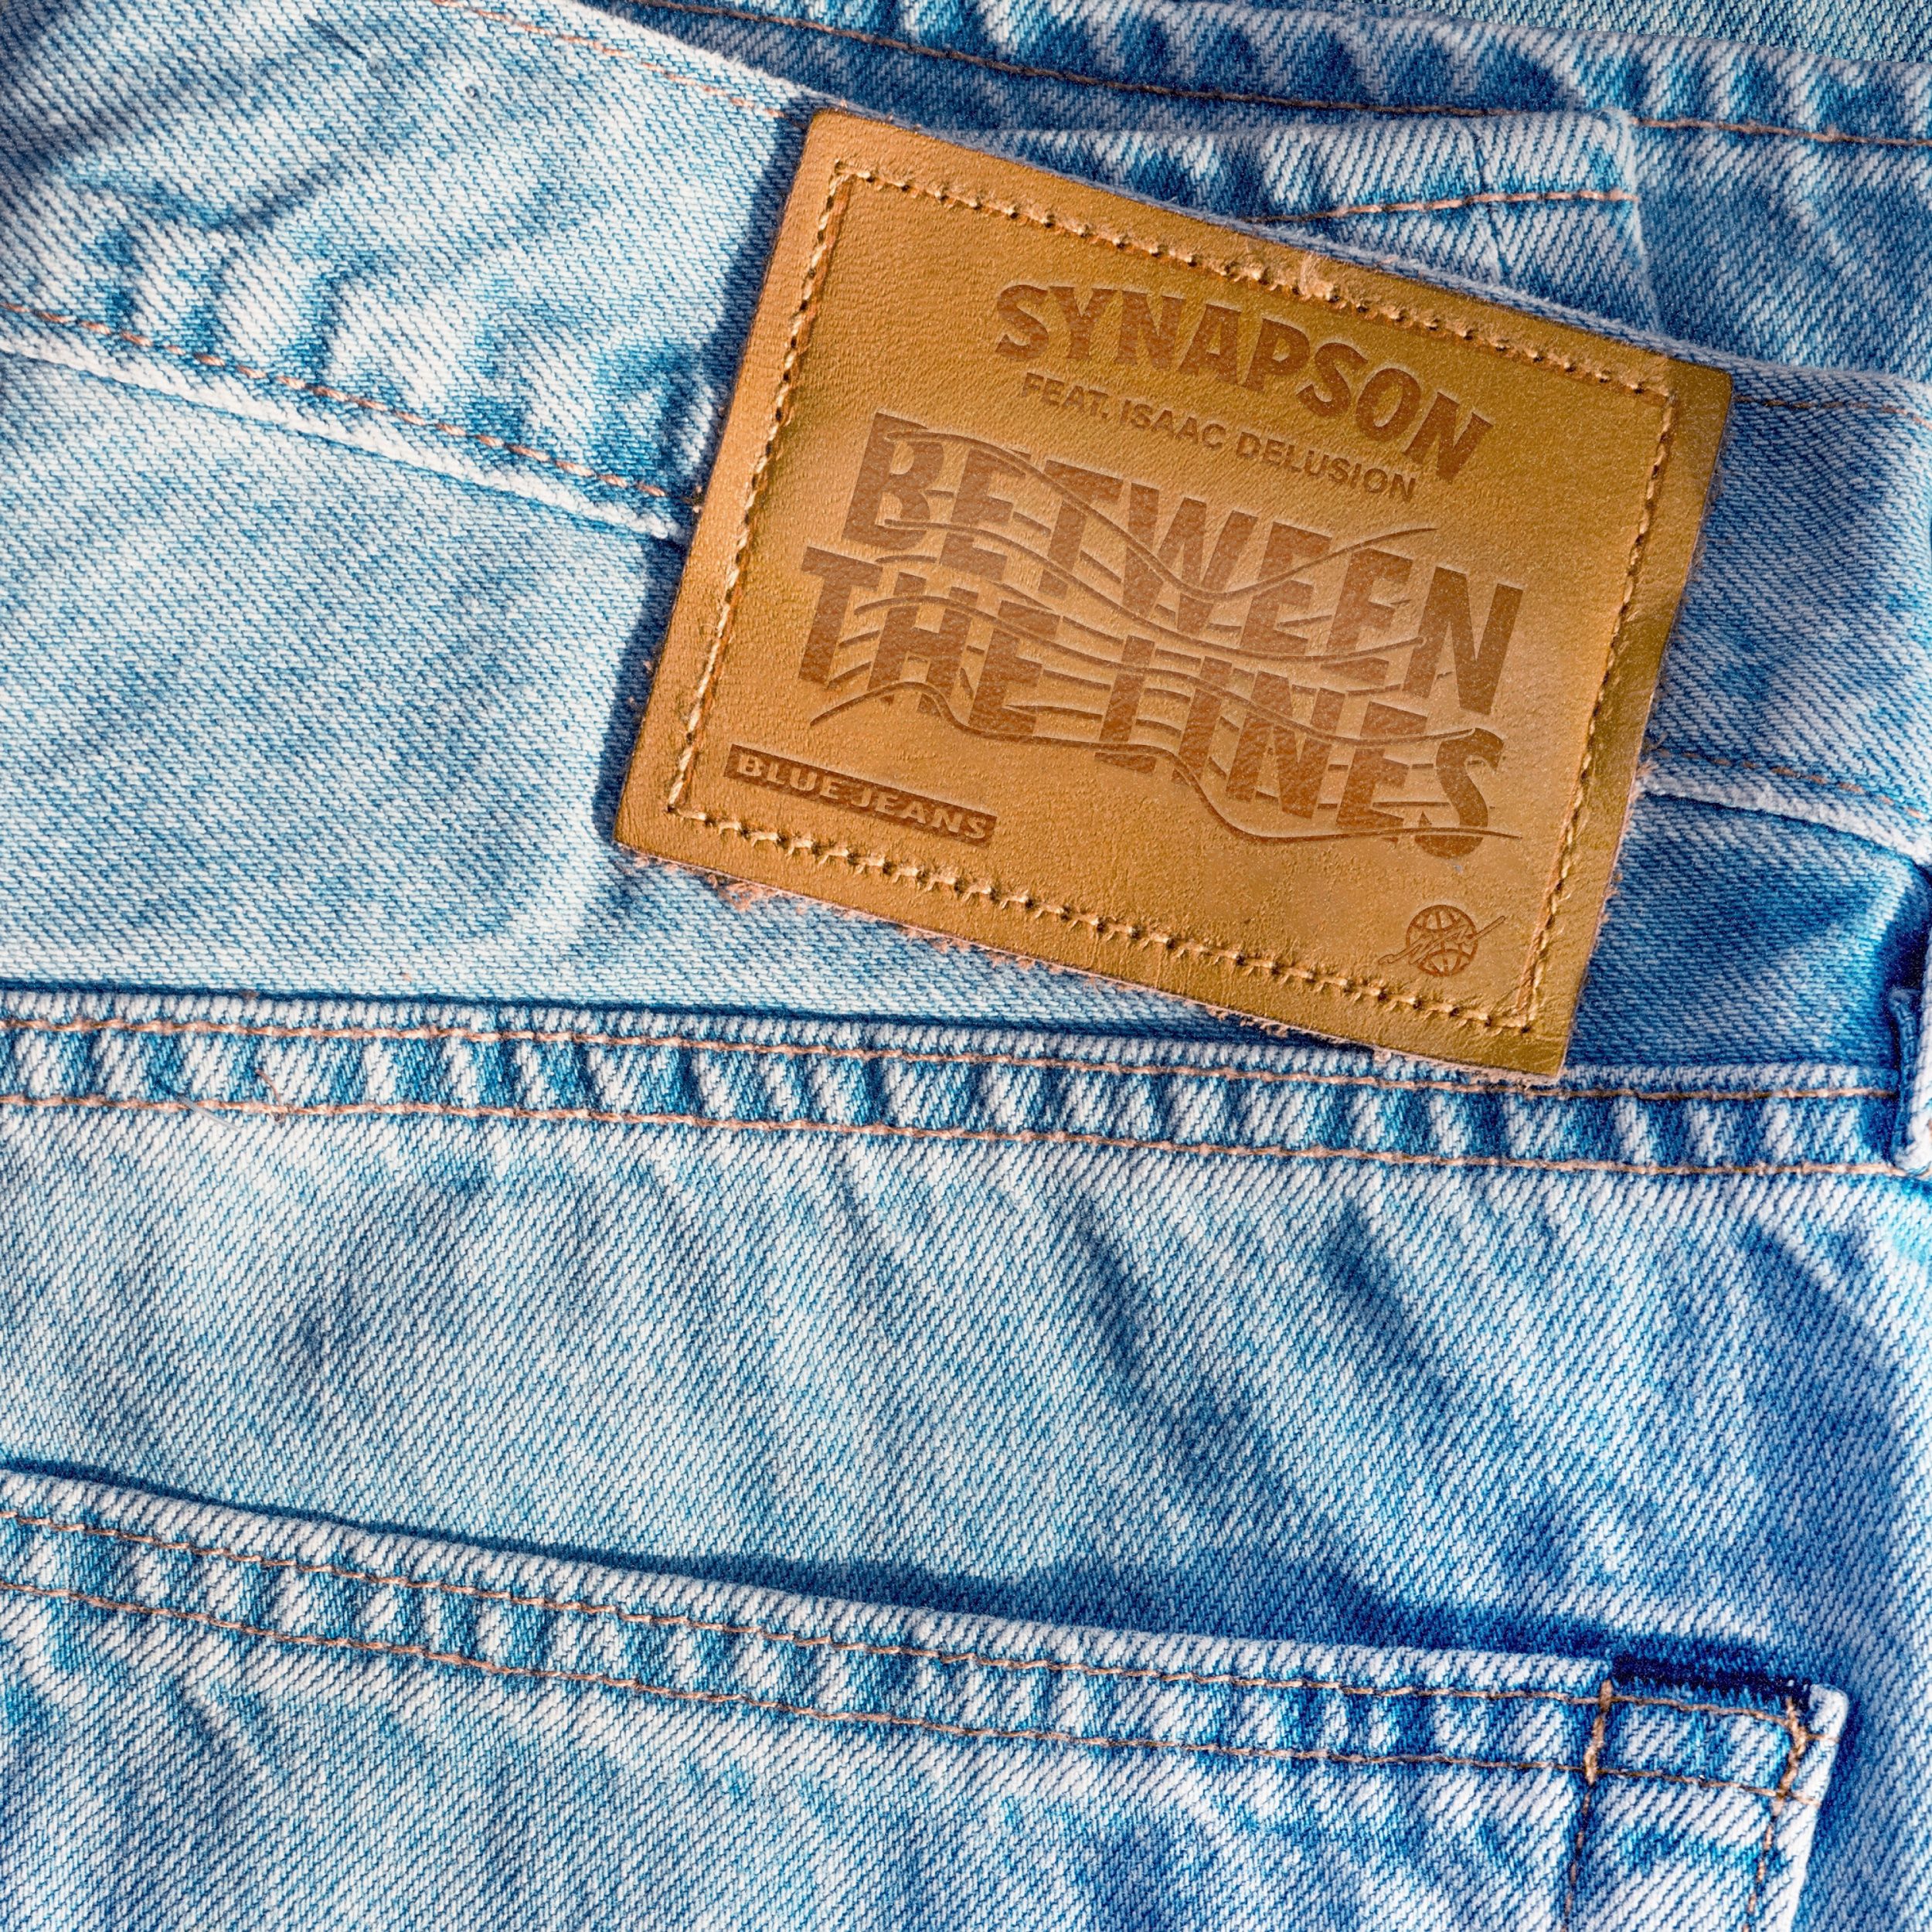 SYNAPSON
FEAT. ISAAC DELUSION
BETWEEN
THE LINES
BLUE JEANS